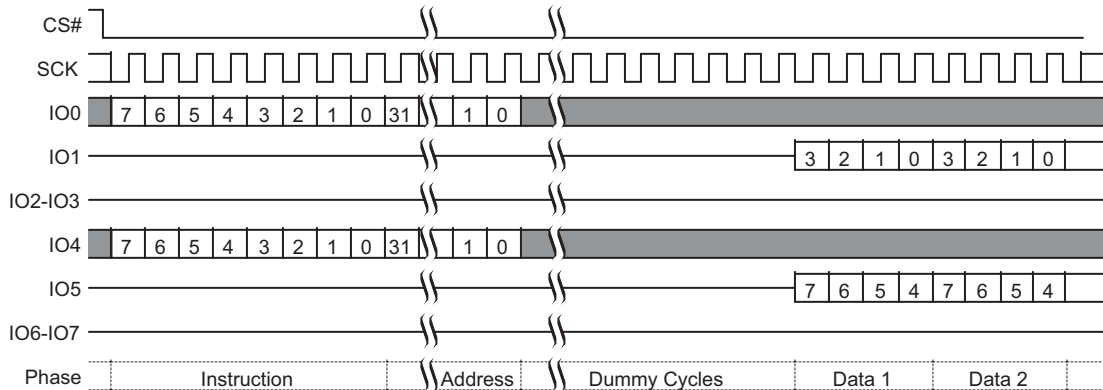 CS#
SCK
IO0 7 6 5 4 3 2 1 0 31 1 0
IO1 3 2 1 0 3 2 1 0
IO2-IO3
IO4 7 6 5 4 3 2 1 0 31 1 0
IO5 7 6 5 4 7 6 5 4
IO6-IO7
Phase Instruction Address Dummy Cycles Data 1 Data 2